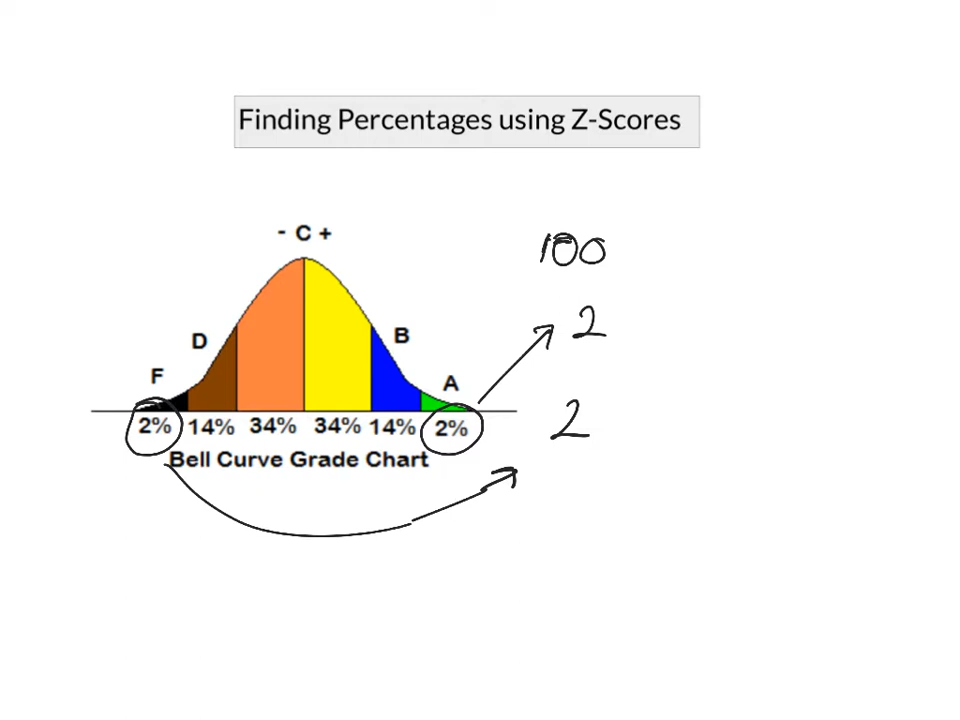 Finding Percentages using Z-Scores
- C +
100
D
B
2
F
A
2% 14% 34% 34% 14% 2%
2
Bell Curve Grade Chart